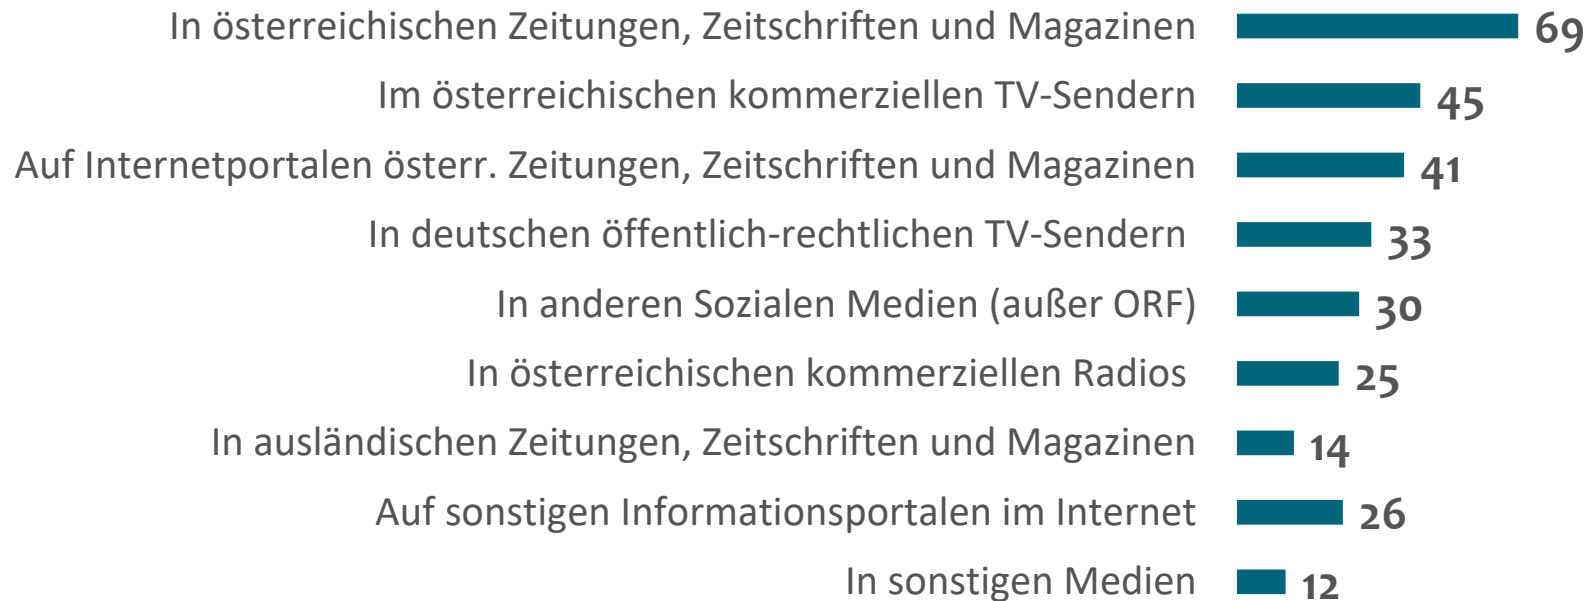 In österreichischen Zeitungen, Zeitschriften und Magazinen 69
Im österreichischen kommerziellen TV-Sendern 45
Auf Internetportalen österr. Zeitungen, Zeitschriften und Magazinen 41
In deutschen öffentlich-rechtlichen TV-Sendern 33
In anderen Sozialen Medien (außer ORF) 30
In österreichischen kommerziellen Radios 25
In ausländischen Zeitungen, Zeitschriften und Magazinen 14
Auf sonstigen Informationsportalen im Internet 26
In sonstigen Medien 12